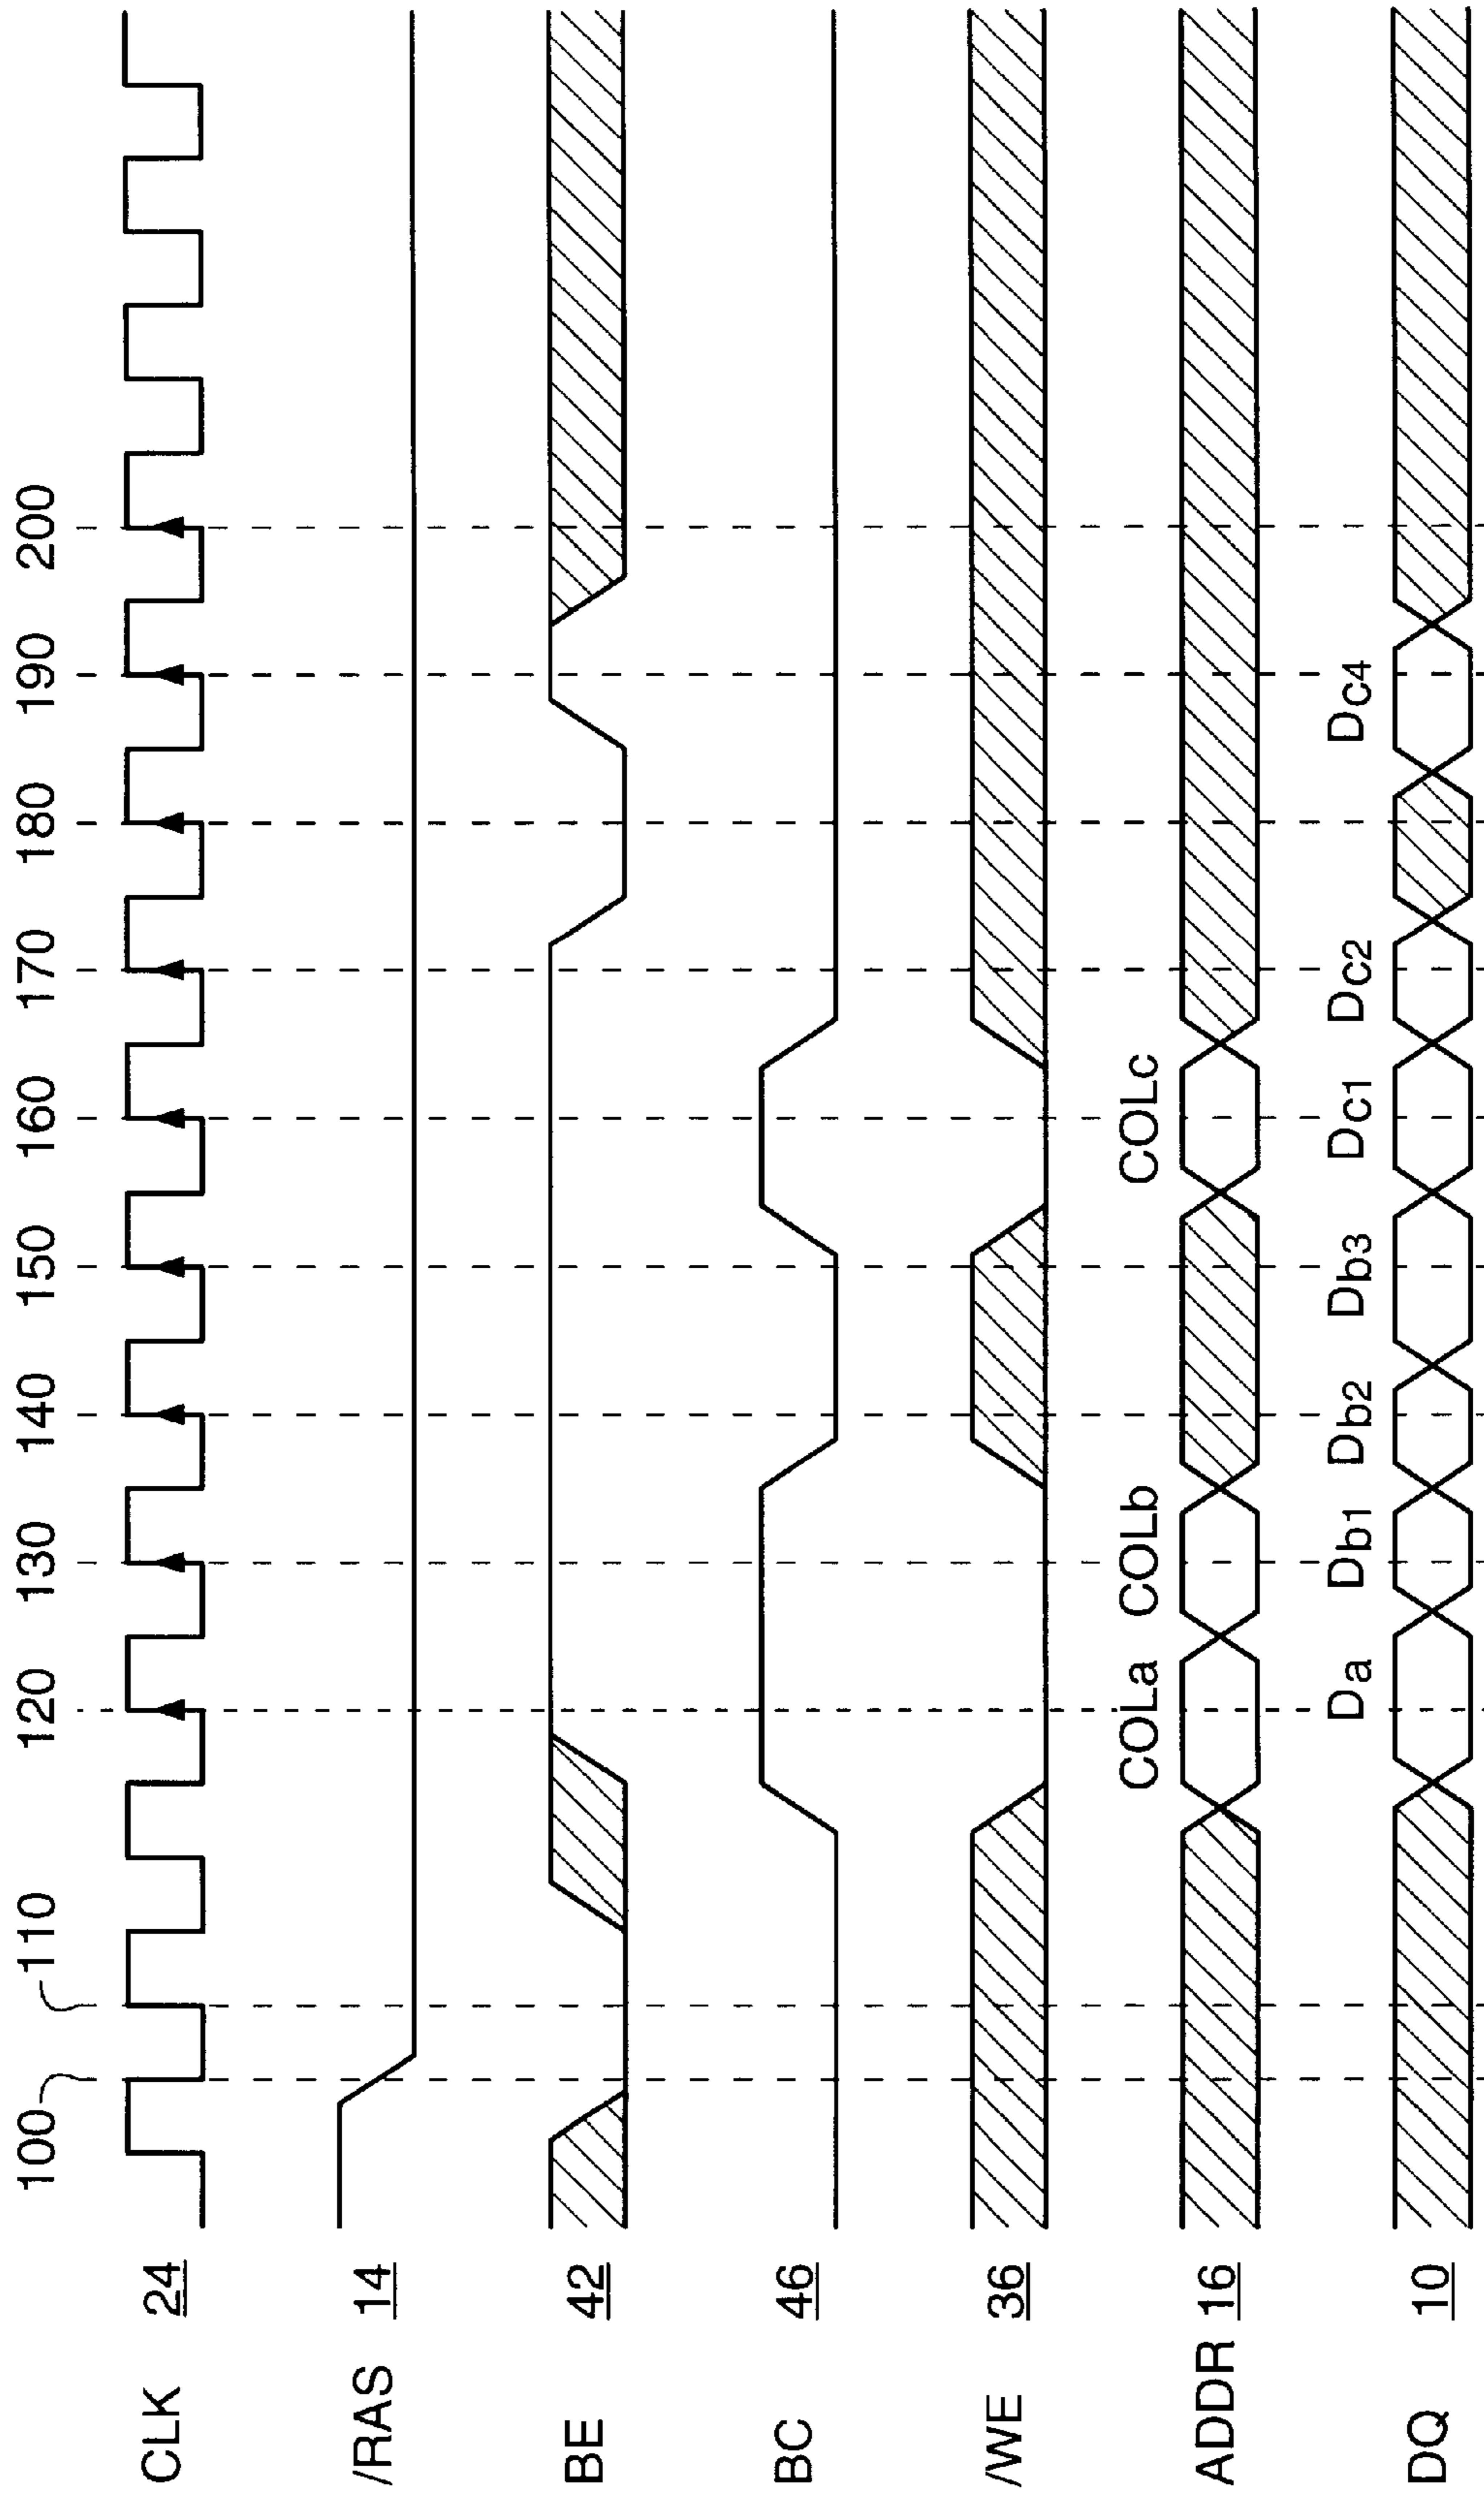 100 110 120 130 140 150 160 170 180 190 200
CLK 24
/RAS 14
BE 42
BC 46
/WE 36
COLa COLb COLc
ADDR 16
Da Db1 Db2 Db3 Dc1 Dc2 Dc4
DQ 10